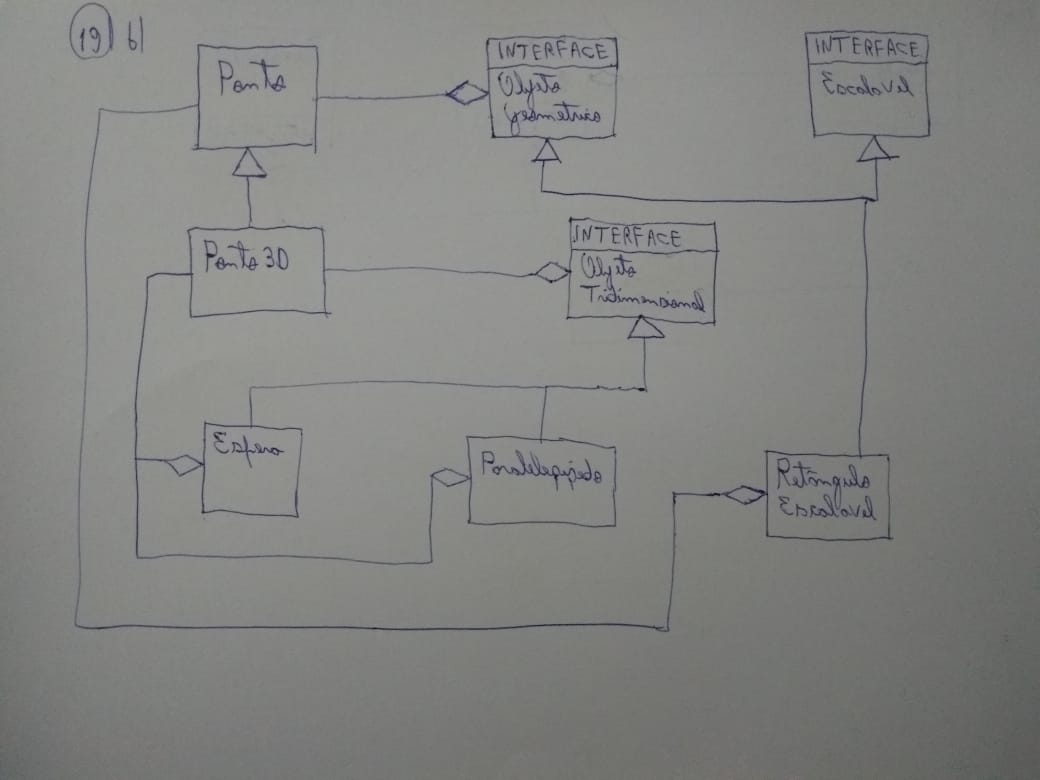 19) b)
Ponto
INTERFACE
Objeto
Geometrico
INTERFACE
Escalavel
Ponto 3D
INTERFACE
Objeto
Tridimensional
Esfera
Paralelepipedo
Retângulo
Escalavel